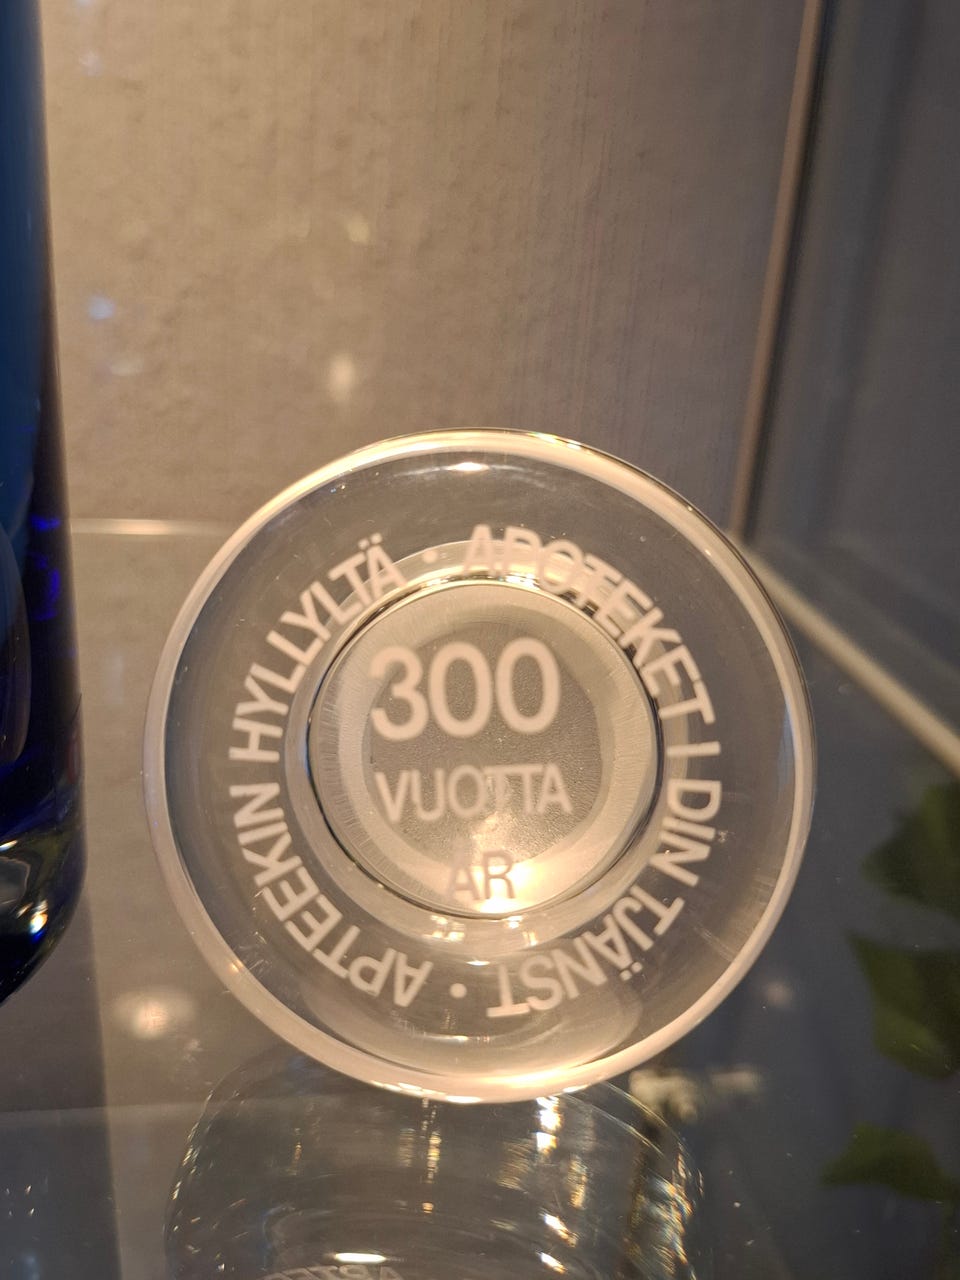 APTEEKIN HYLLYLTÄ • APOTEKET I DIN TJÄNST •
300
VUOTTA
ÅR